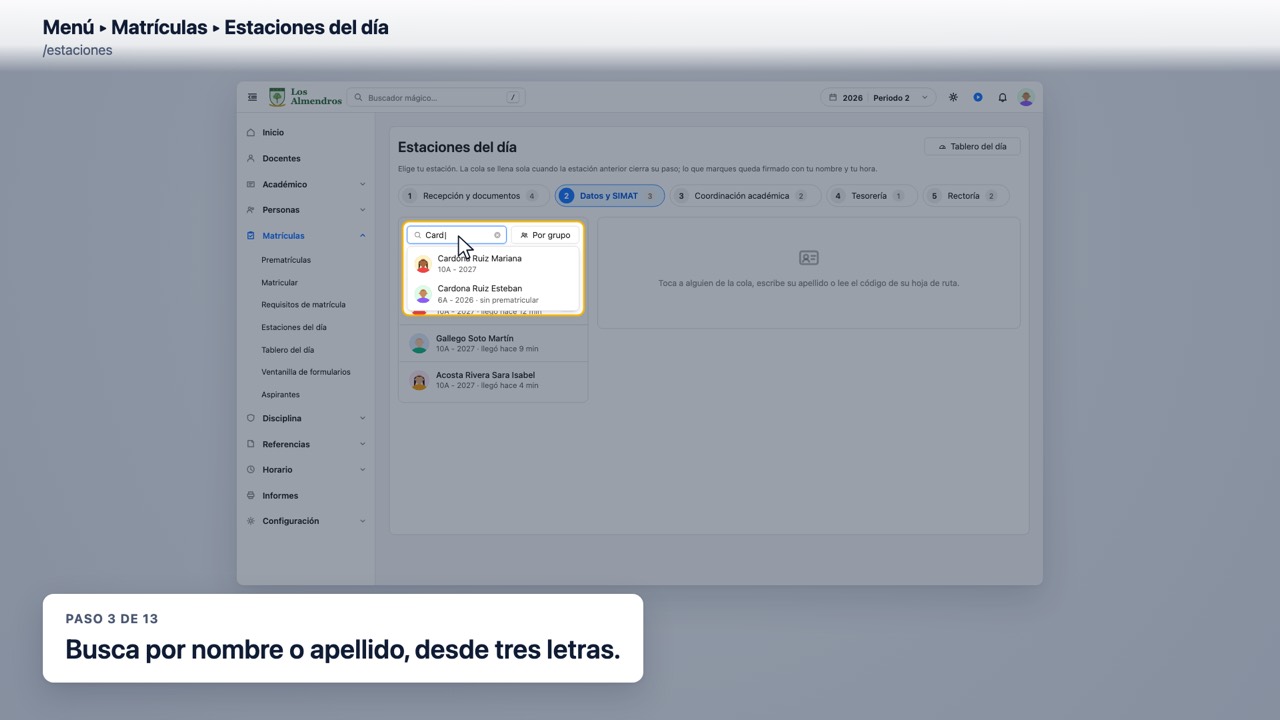 Menú ▸ Matrículas ▸ Estaciones del día
/estaciones
Los Almendros
Buscador mágico...
/
2026 Periodo 2
Inicio
Docentes
Académico
Personas
Matrículas
Prematrículas
Matricular
Requisitos de matrícula
Estaciones del día
Tablero del día
Ventanilla de formularios
Aspirantes
Disciplina
Referencias
Horario
Informes
Configuración
Estaciones del día
Tablero del día
Elige tu estación. La cola se llena sola cuando la estación anterior cierra su paso; lo que marques queda firmado con tu nombre y tu hora.
1 Recepción y documentos 4
2 Datos y SIMAT 3
3 Coordinación académica 2
4 Tesorería 1
5 Rectoría 2
Card
Por grupo
Cardona Ruiz Mariana
10A - 2027
Cardona Ruiz Esteban
6A - 2026 · sin prematricular
10A - 2027 · llegó hace 12 min
Gallego Soto Martín
10A - 2027 · llegó hace 9 min
Acosta Rivera Sara Isabel
10A - 2027 · llegó hace 4 min
Toca a alguien de la cola, escribe su apellido o lee el código de su hoja de ruta.
PASO 3 DE 13
Busca por nombre o apellido, desde tres letras.